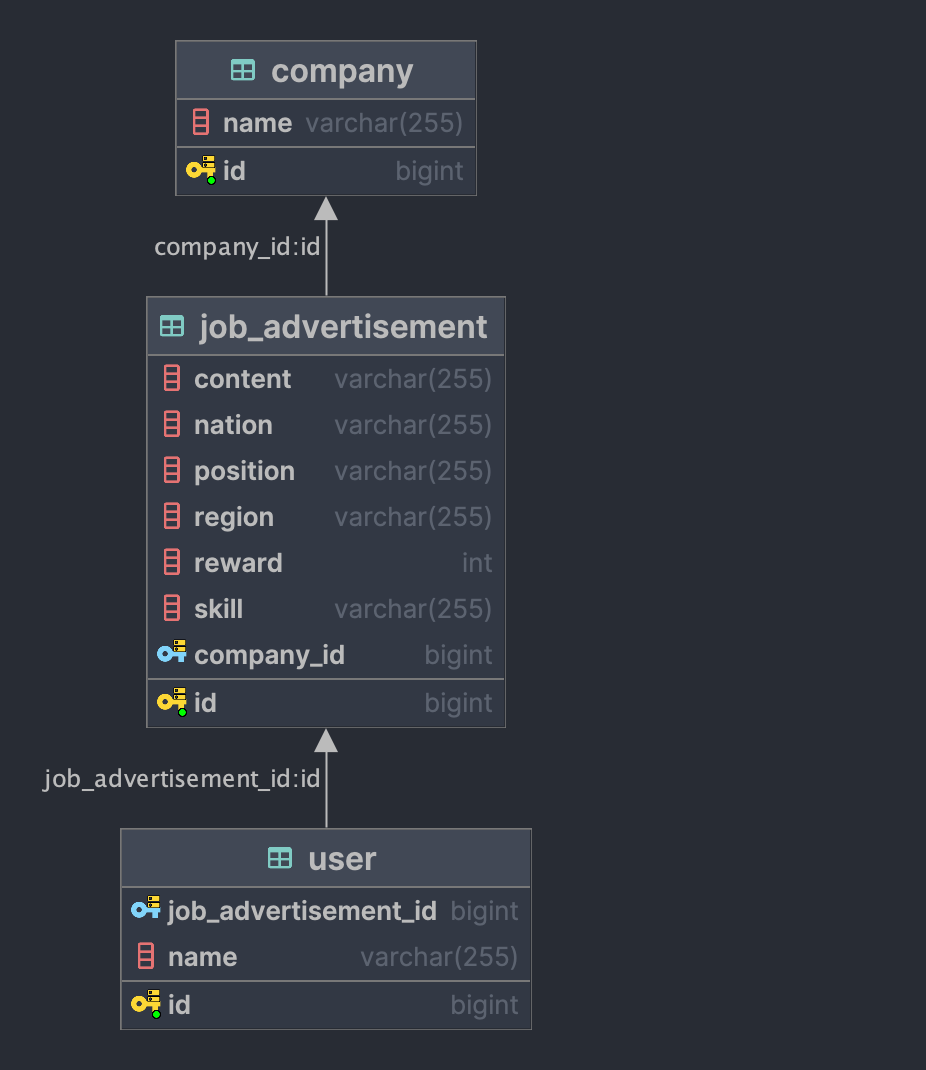 company
name varchar(255)
id bigint
company_id:id
job_advertisement
content varchar(255)
nation varchar(255)
position varchar(255)
region varchar(255)
reward int
skill varchar(255)
company_id bigint
id bigint
job_advertisement_id:id
user
job_advertisement_id bigint
name varchar(255)
id bigint